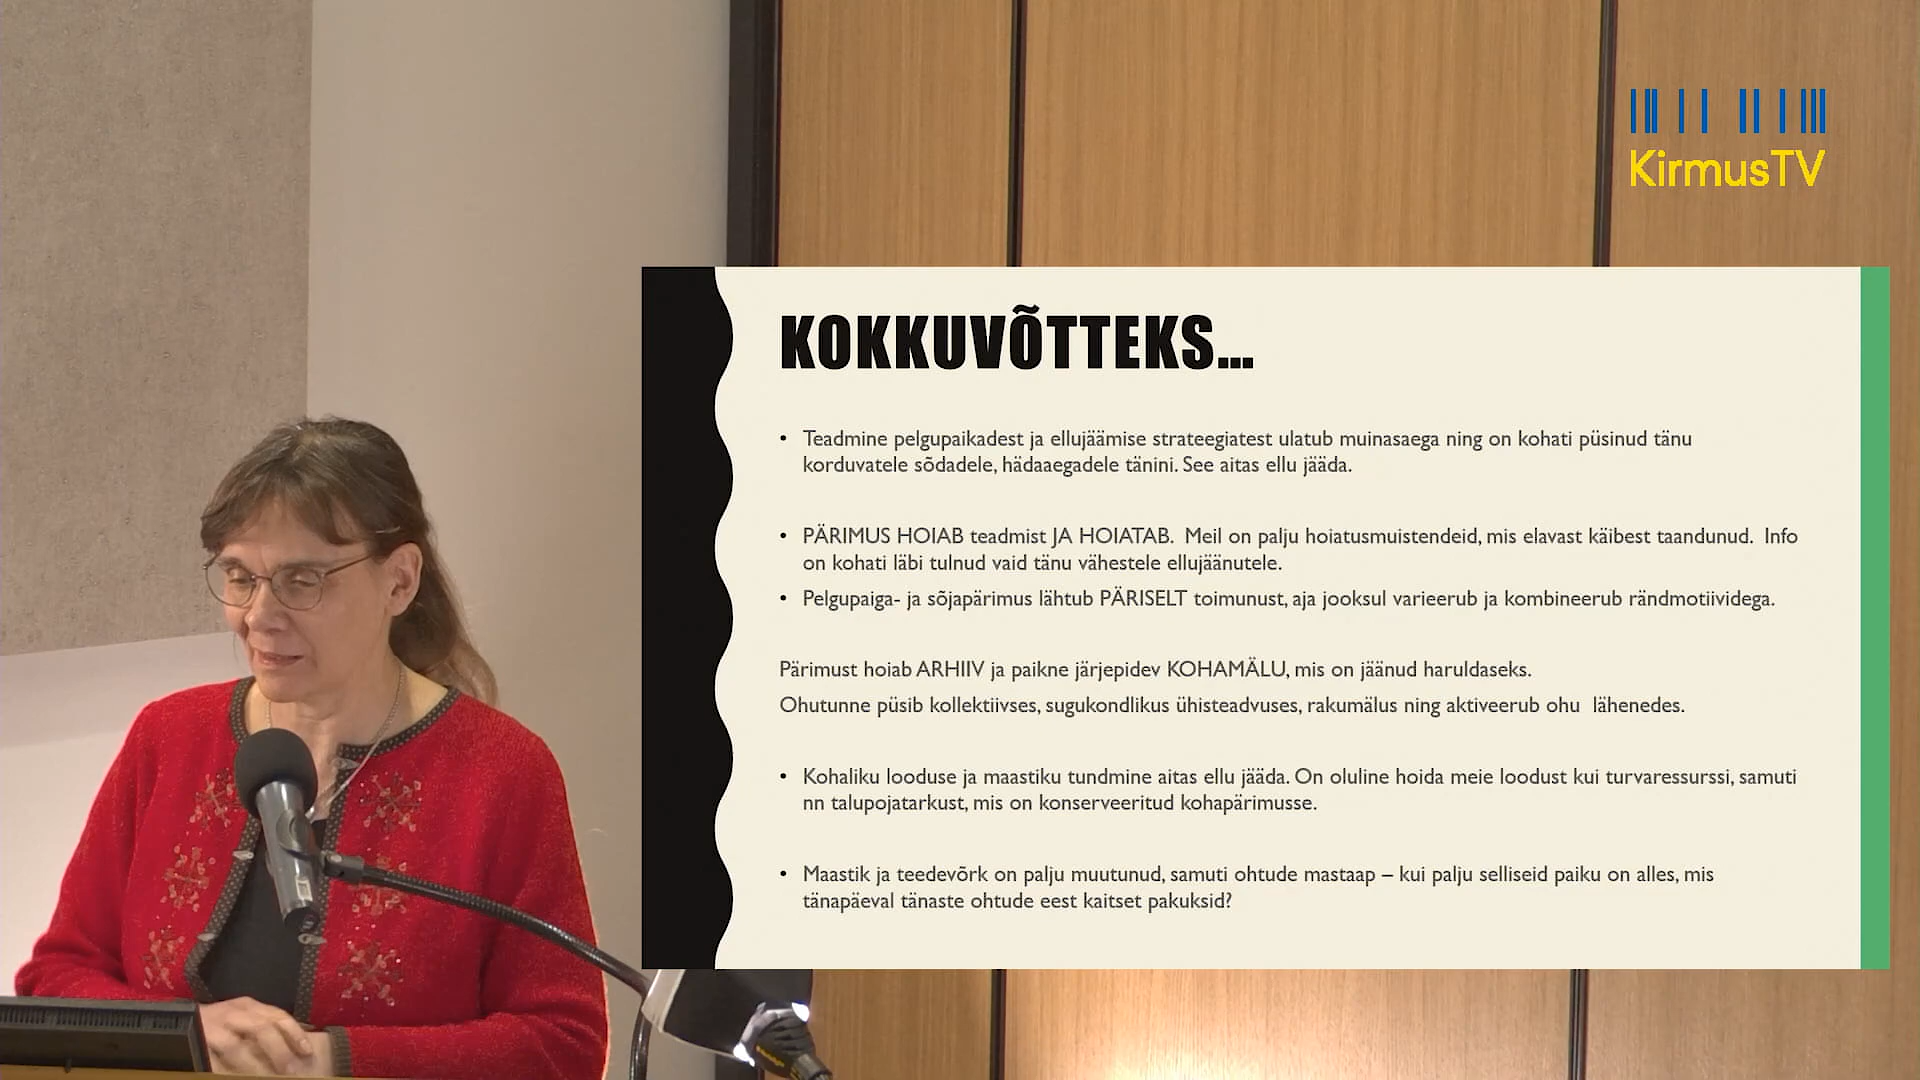 KirmusTV
KOKKUVÕTTEKS...
• Teadmine pelgupaikadest ja ellujäämise strateegiatest ulatub muinasaega ning on kohati püsinud tänu
korduvatele sõdadele, hädaaegadele tänini. See aitas ellu jääda.
• PÄRIMUS HOIAB teadmist JA HOIATAB. Meil on palju hoiatusmuistendeid, mis elavast käibest taandunud. Info
on kohati läbi tulnud vaid tänu vähestele ellujäänutele.
• Pelgupaiga- ja sõjapärimus lähtub PÄRISELT toimunust, aja jooksul varieerub ja kombineerub rändmotiividega.
Pärimust hoiab ARHIIV ja paikne järjepidev KOHAMÄLU, mis on jäänud haruldaseks.
Ohutunne püsib kollektiivses, sugukondlikus ühisteadvuses, rakumälus ning aktiveerub ohu lähenedes.
• Kohaliku looduse ja maastiku tundmine aitas ellu jääda. On oluline hoida meie loodust kui turvaressurssi, samuti
nn talupojatarkust, mis on konserveeritud kohapärimusse.
• Maastik ja teedevõrk on palju muutunud, samuti ohtude mastaap – kui palju selliseid paiku on alles, mis
tänapäeval tänaste ohtude eest kaitset pakuksid?